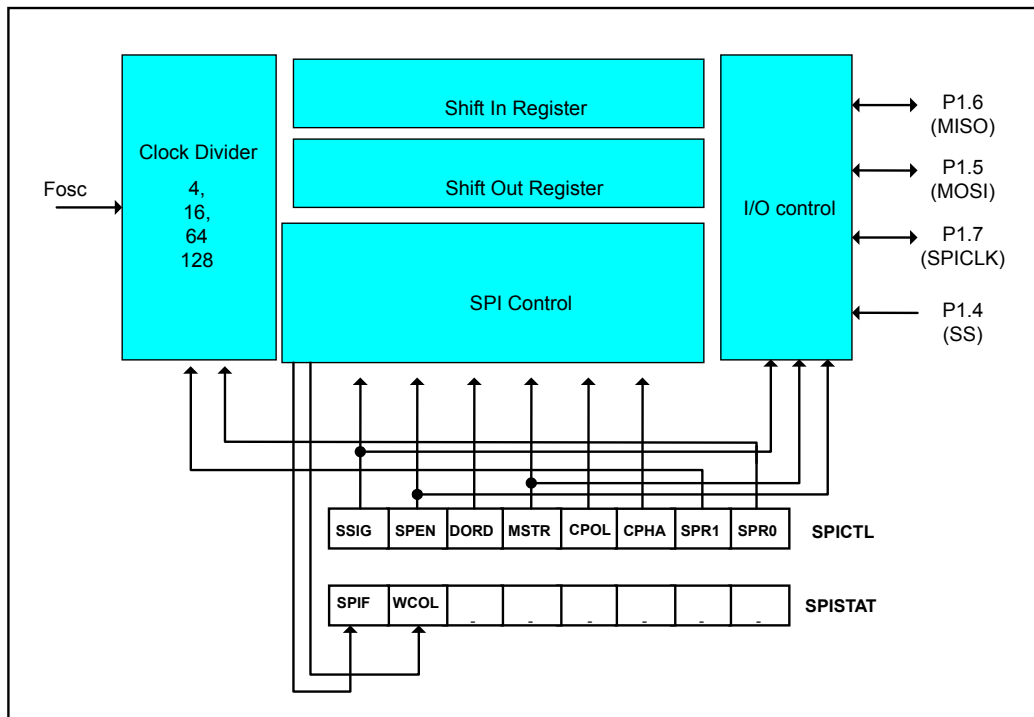 Shift In Register
Shift Out Register
SPI Control
Clock Divider
4,
16,
64
128
Fosc
I/O control
P1.6
(MISO)
P1.5
(MOSI)
P1.7
(SPICLK)
P1.4
(SS)
SSIG SPEN DORD MSTR CPOL CPHA SPR1 SPR0 SPICTL
SPIF WCOL - - - - - - SPISTAT